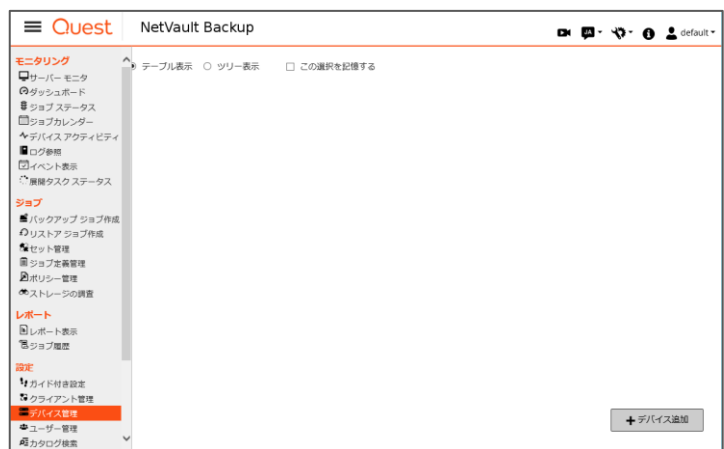 Quest
NetVault Backup
JA
default
モニタリング
サーバー モニタ
ダッシュボード
ジョブ ステータス
ジョブカレンダー
デバイス アクティビティ
ログ参照
イベント表示
展開タスク ステータス
ジョブ
バックアップ ジョブ作成
リストア ジョブ作成
セット管理
ジョブ定義管理
ポリシー管理
ストレージの調査
レポート
レポート表示
ジョブ履歴
設定
ガイド付き設定
クライアント管理
デバイス管理
ユーザー管理
カタログ検索
テーブル表示 ツリー表示 この選択を記憶する
デバイス追加